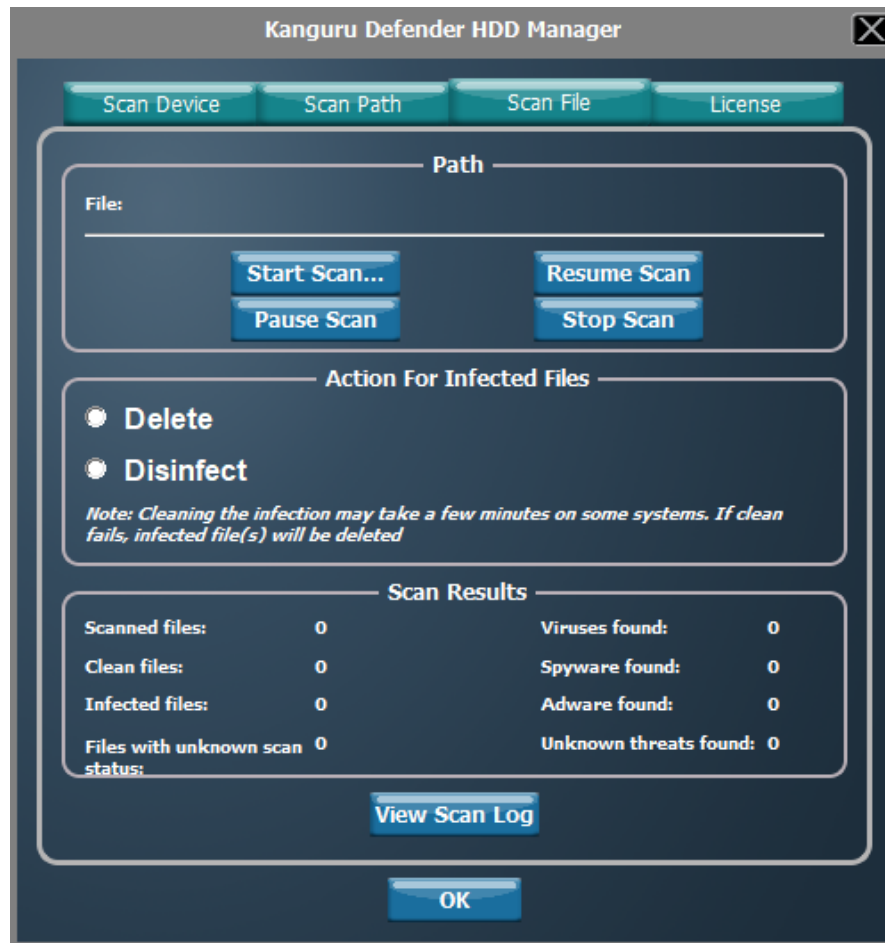 Kanguru Defender HDD Manager
Scan Device Scan Path Scan File License
Path
File:
Start Scan... Resume Scan
Pause Scan Stop Scan
Action For Infected Files
Delete
Disinfect
Note: Cleaning the infection may take a few minutes on some systems. If clean
fails, infected file(s) will be deleted
Scan Results
Scanned files: 0 Viruses found: 0
Clean files: 0 Spyware found: 0
Infected files: 0 Adware found: 0
Files with unknown scan 0 Unknown threats found: 0
status:
View Scan Log
OK